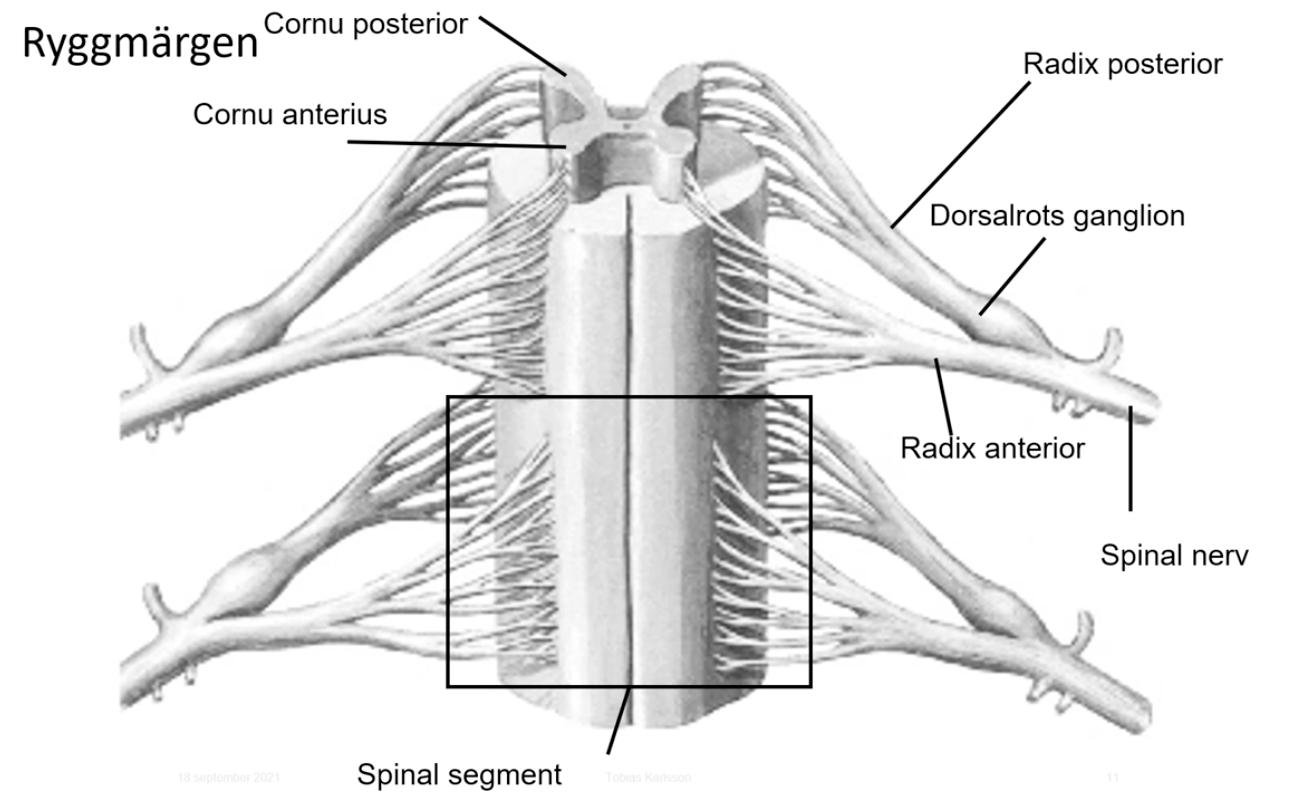 Ryggmärgen
Cornu posterior
Cornu anterius
Radix posterior
Dorsalrots ganglion
Radix anterior
Spinal nerv
Spinal segment
18 september 2021
Tobias Karlsson
11